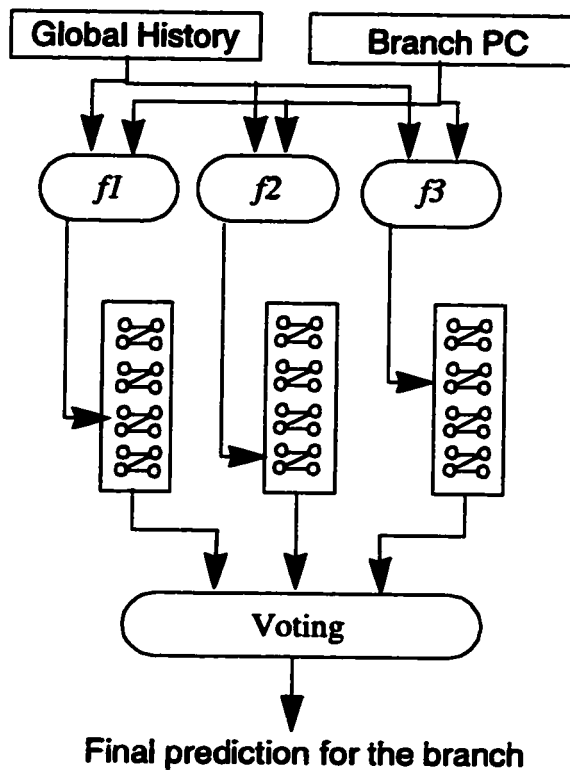 Global History
Branch PC
f1
f2
f3
Voting
Final prediction for the branch